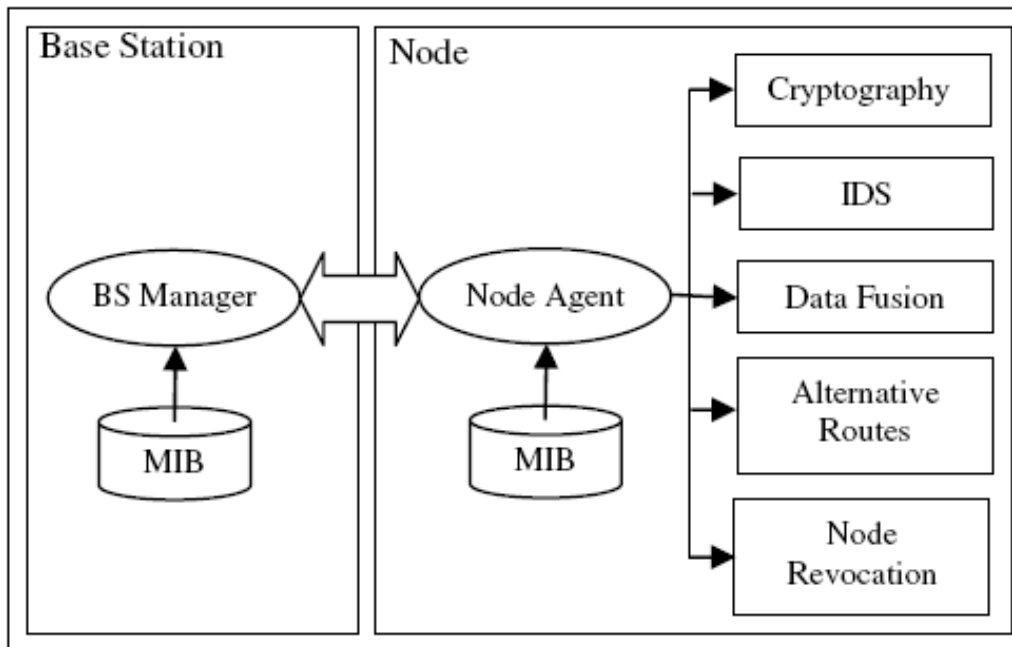 Base Station
Node
Cryptography
IDS
BS Manager
Node Agent
Data Fusion
Alternative
Routes
MIB
MIB
Node
Revocation